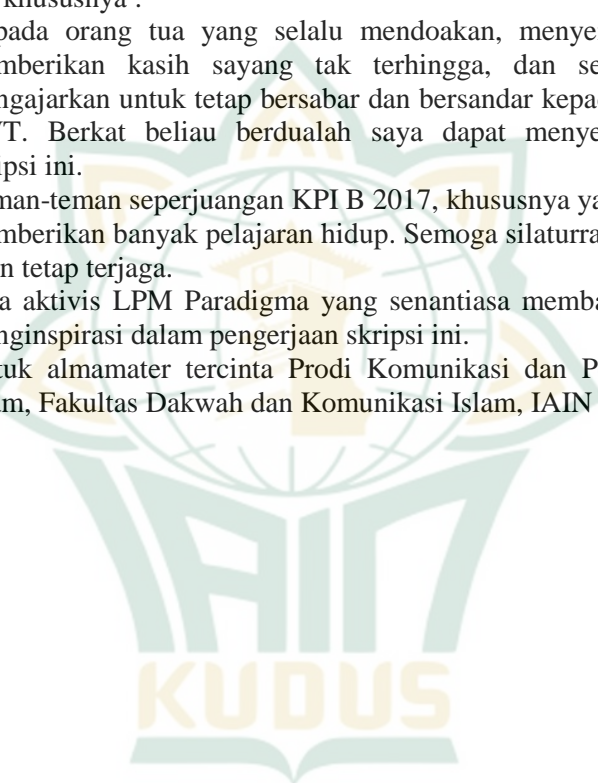 khususnya :
pada orang tua yang selalu mendoakan, menye
mberikan kasih sayang tak terhingga, dan se
ngajarkan untuk tetap bersabar dan bersandar kepad
T. Berkat beliau berdualah saya dapat menye
ipsi ini.
man-teman seperjuangan KPI B 2017, khususnya ya
mberikan banyak pelajaran hidup. Semoga silaturra
n tetap terjaga.
a aktivis LPM Paradigma yang senantiasa memba
nginspirasi dalam pengerjaan skripsi ini.
tuk almamater tercinta Prodi Komunikasi dan P
am, Fakultas Dakwah dan Komunikasi Islam, IAIN
IAIN
KUDUS